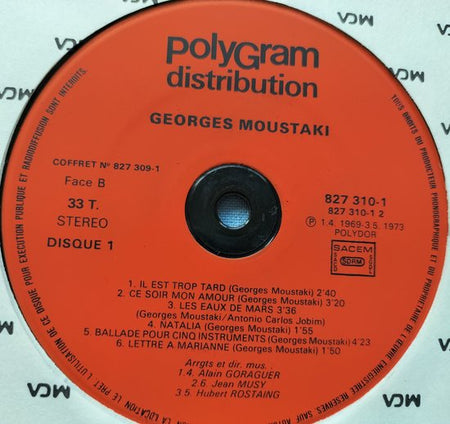 polyGram
distribution
GEORGES MOUSTAKI
COFFRET Nº 827 309-1
Face B
33 T.
STEREO
DISQUE 1
827 310-1
827 310-1 2
Ⓟ 1.4. 1969-3.5. 1973
POLYDOR
SACEM
SDRM
1. IL EST TROP TARD (Georges Moustaki) 2'40
2. CE SOIR MON AMOUR (Georges Moustaki) 3'20
3. LES EAUX DE MARS 3'36
(Georges Moustaki/Antonio Carlos Jobim)
4. NATALIA (Georges Moustaki) 1'55
5. BALLADE POUR CINQ INSTRUMENTS (Georges Moustaki) 4'23
6. LETTRE A MARIANNE (Georges Moustaki) 1'50
Arrgts et dir. mus. :
1.4. Alain GORAGUER
2.6. Jean MUSY
3.5. Hubert ROSTAING
TOUS DROITS DU PRODUCTEUR PHONOGRAPHIQUE ET DU PROPRIETAIRE DE L'ŒUVRE ENREGISTREE RESERVES SAUF
LA LOCATION LE PRET L'UTILISATION DE CE DISQUE POUR EXECUTION PUBLIQUE ET RADIODIFFUSION SONT INTERDITS.
MCA
MCA
MCA
MCA
MCA
MCA